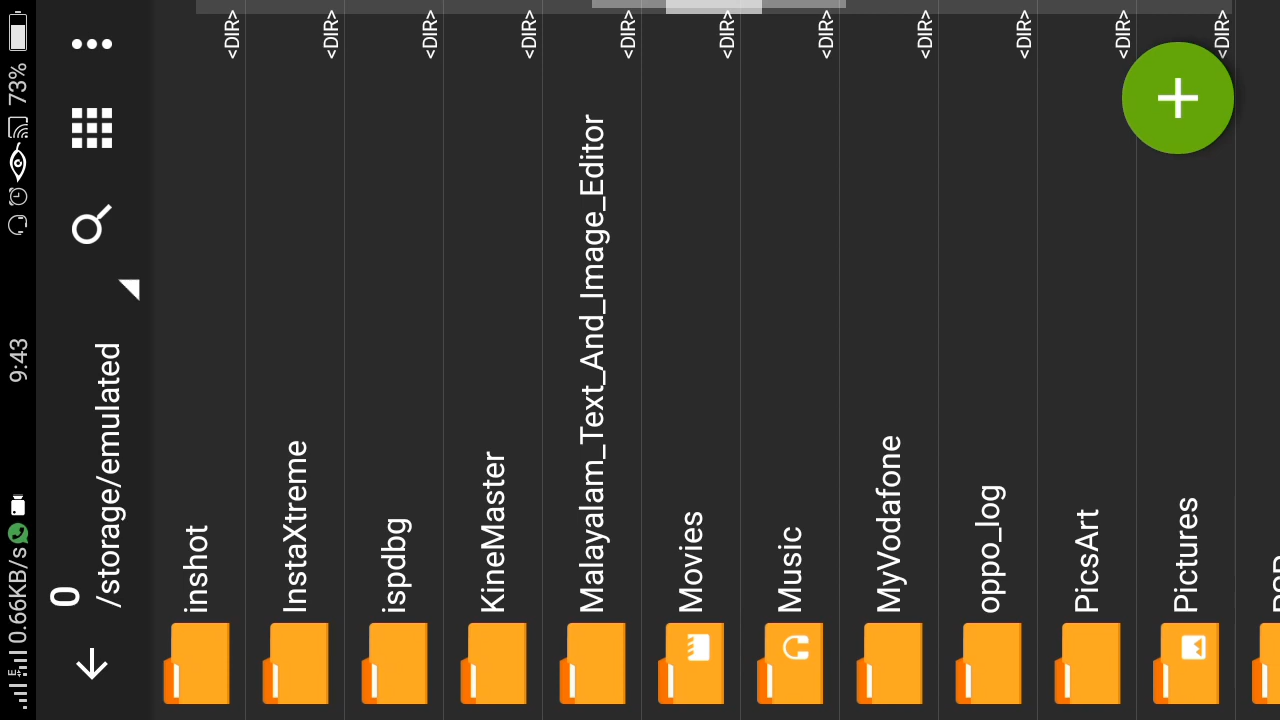 0.66KB/s 9:43 73%
0
/storage/emulated
inshot <DIR>
InstaXtreme <DIR>
ispdbg <DIR>
KineMaster <DIR>
Malayalam_Text_And_Image_Editor <DIR>
Movies <DIR>
Music <DIR>
MyVodafone <DIR>
oppo_log <DIR>
PicsArt <DIR>
Pictures <DIR>